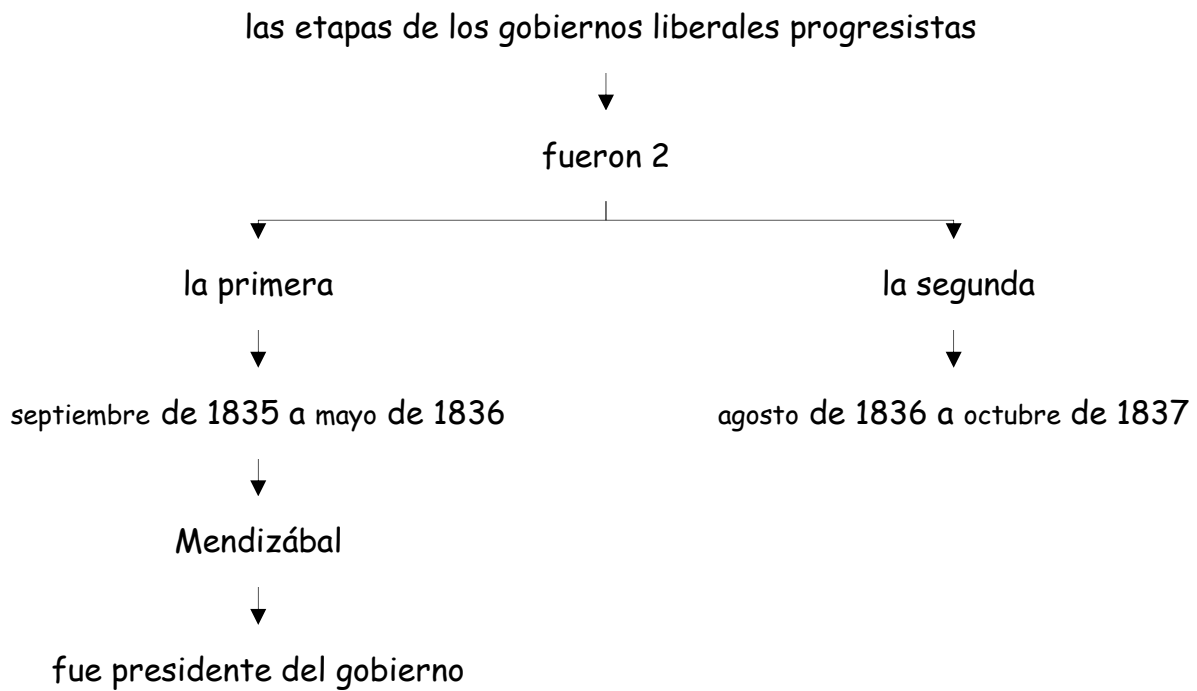 las etapas de los gobiernos liberales progresistas
fueron 2
la primera
la segunda
septiembre de 1835 a mayo de 1836
agosto de 1836 a octubre de 1837
Mendizábal
fue presidente del gobierno